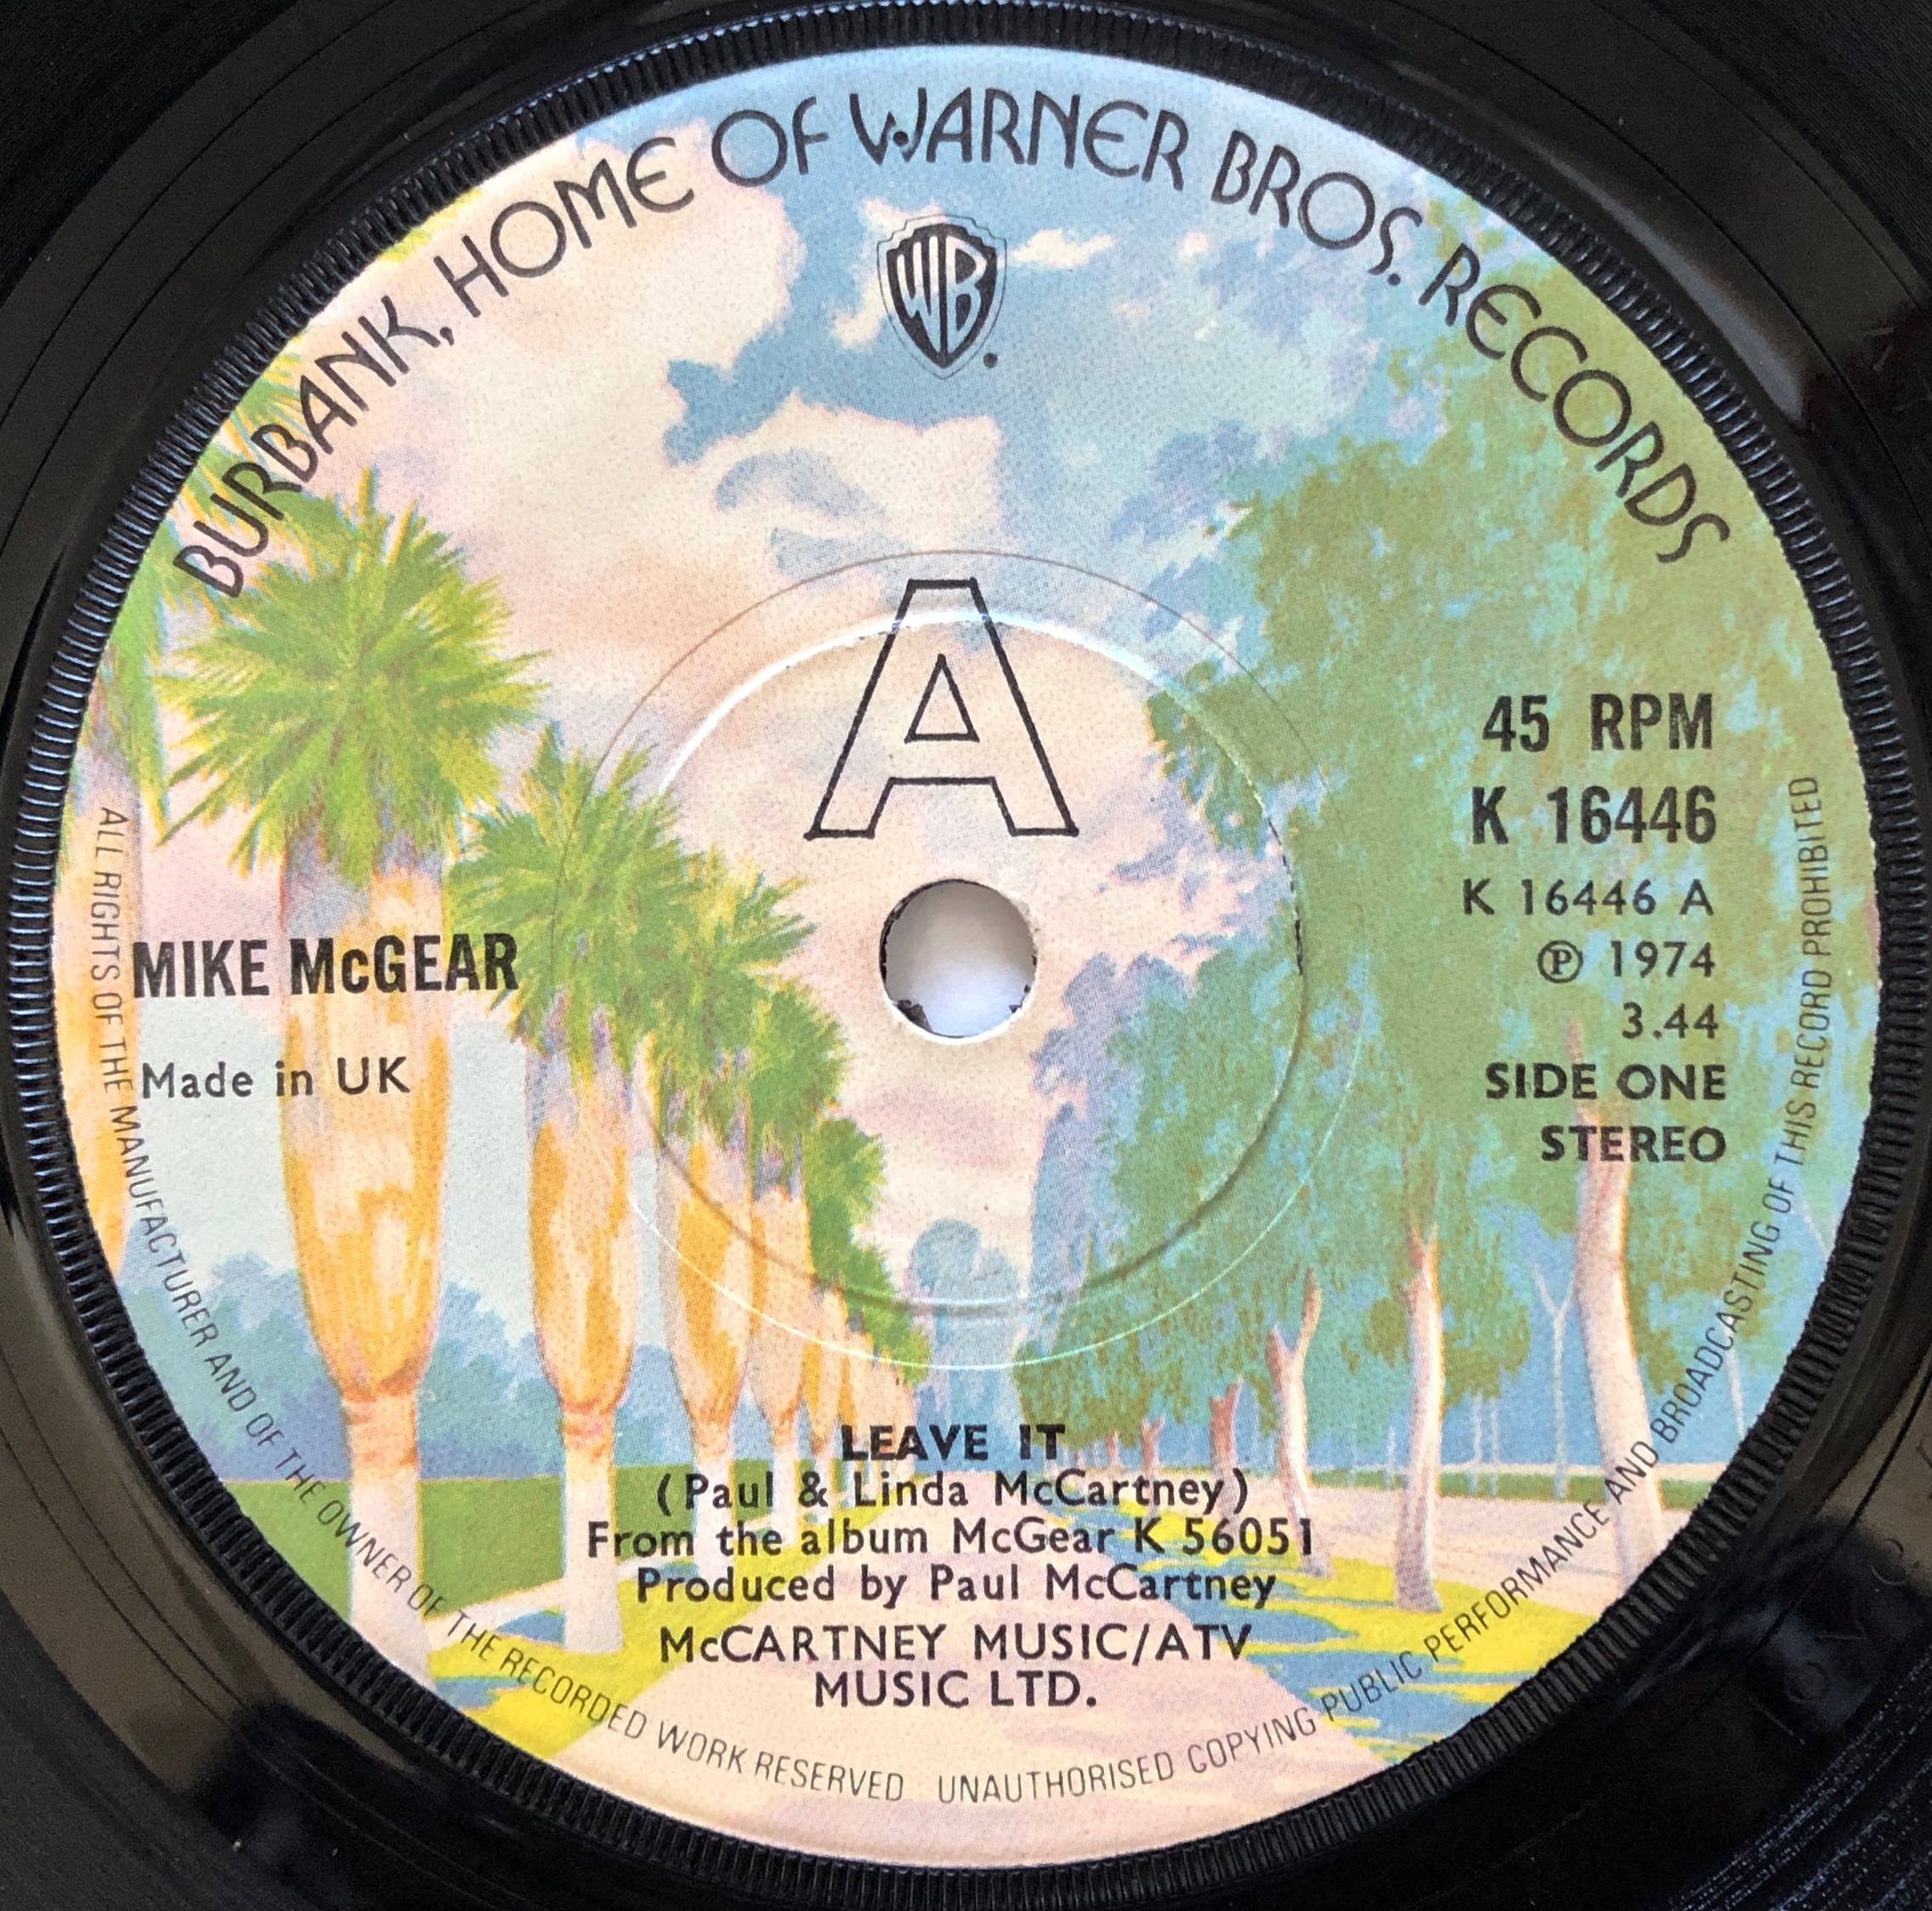 BURBANK, HOME OF WARNER BROS. RECORDS
WB
A
45 RPM
K 16446
K 16446 A
℗ 1974
3.44
SIDE ONE
STEREO
MIKE McGEAR
Made in UK
LEAVE IT
(Paul & Linda McCartney)
From the album McGear K 56051
Produced by Paul McCartney
McCARTNEY MUSIC/ATV
MUSIC LTD.
ALL RIGHTS OF THE MANUFACTURER AND OF THE OWNER OF THE RECORDED WORK RESERVED UNAUTHORISED COPYING PUBLIC PERFORMANCE AND BROADCASTING OF THIS RECORD PROHIBITED